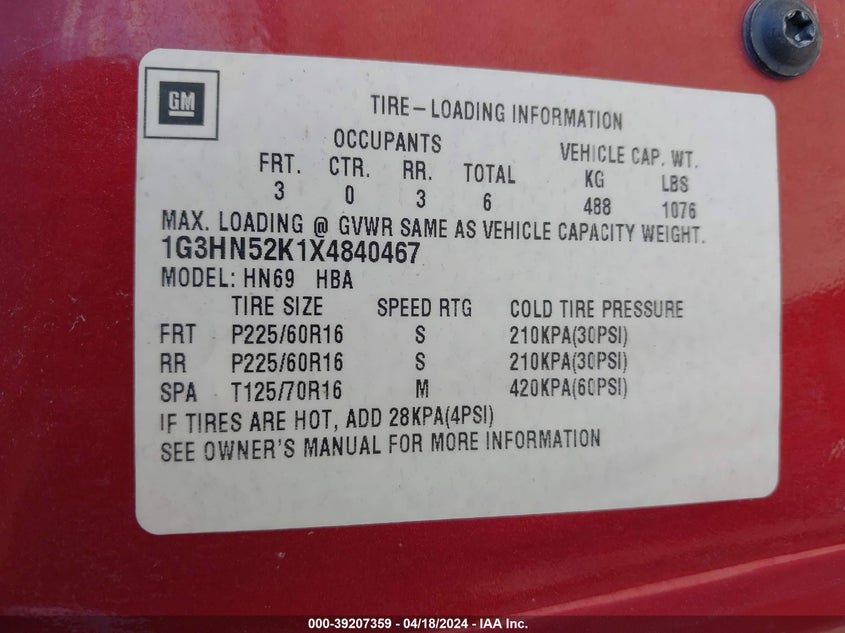 GM
TIRE-LOADING INFORMATION
OCCUPANTS VEHICLE CAP. WT.
FRT. CTR. RR. TOTAL KG LBS
3 0 3 6 488 1076
MAX. LOADING @ GVWR SAME AS VEHICLE CAPACITY WEIGHT.
1G3HN52K1X4840467
MODEL: HN69 HBA
TIRE SIZE SPEED RTG COLD TIRE PRESSURE
FRT P225/60R16 S 210KPA(30PSI)
RR P225/60R16 S 210KPA(30PSI)
SPA T125/70R16 M 420KPA(60PSI)
IF TIRES ARE HOT, ADD 28KPA(4PSI)
SEE OWNER'S MANUAL FOR MORE INFORMATION
000-39207359 - 04/18/2024 - IAA Inc.